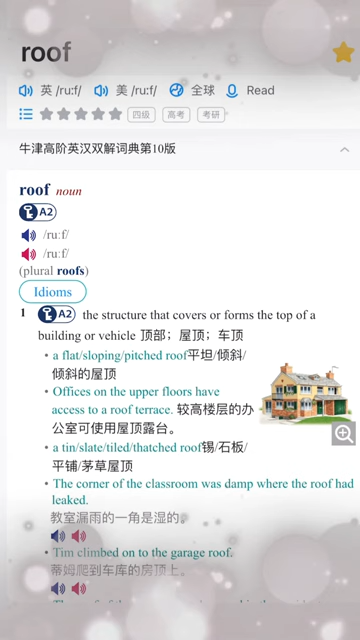 roof
英 /ru:f/ 美 /ru:f/ 全球 Read
四级 高考 考研
牛津高阶英汉双解词典第10版
roof noun
A2
/ruːf/
/ruːf/
(plural roofs)
Idioms
1 A2 the structure that covers or forms the top of a
building or vehicle 顶部；屋顶；车顶
• a flat/sloping/pitched roof平坦/倾斜/
倾斜的屋顶
• Offices on the upper floors have
access to a roof terrace. 较高楼层的办
公室可使用屋顶露台。
• a tin/slate/tiled/thatched roof锡/石板/
平铺/茅草屋顶
• The corner of the classroom was damp where the roof had
leaked.
教室漏雨的一角是湿的。
• Tim climbed on to the garage roof.
蒂姆爬到车库的房顶上。